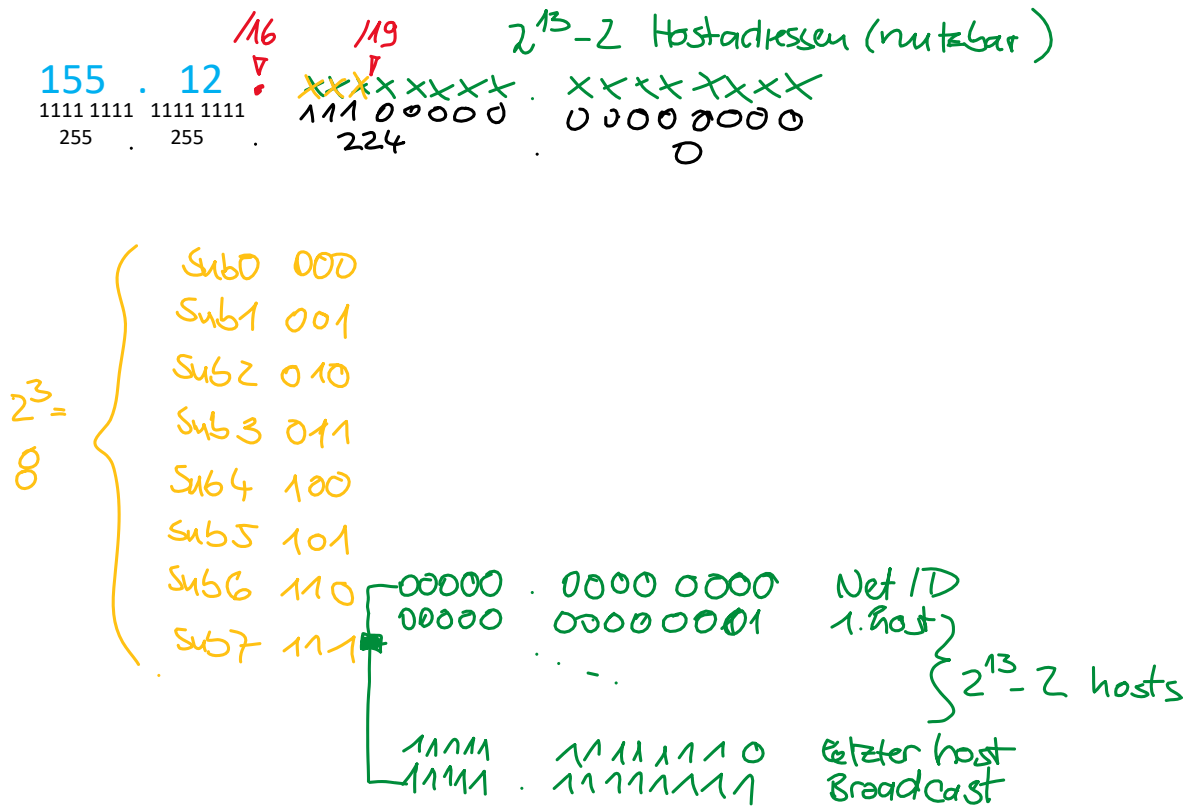 /16 /19 2^13-2 Hostadressen (nutzbar)
155 . 12 . xxxxxxxx . xxxxxxxx
1111 1111 1111 1111 11100000 00000000
255 . 255 . 224 . 0
Sub0 000
Sub1 001
Sub2 010
2^3= Sub3 011
8 Sub4 100
Sub5 101
Sub6 110 00000 . 0000 0000 Net ID
00000 00000001 1. host
Sub7 111
2^13-2 hosts
11111 11111110 letzter host
11111 . 11111111 Broadcast